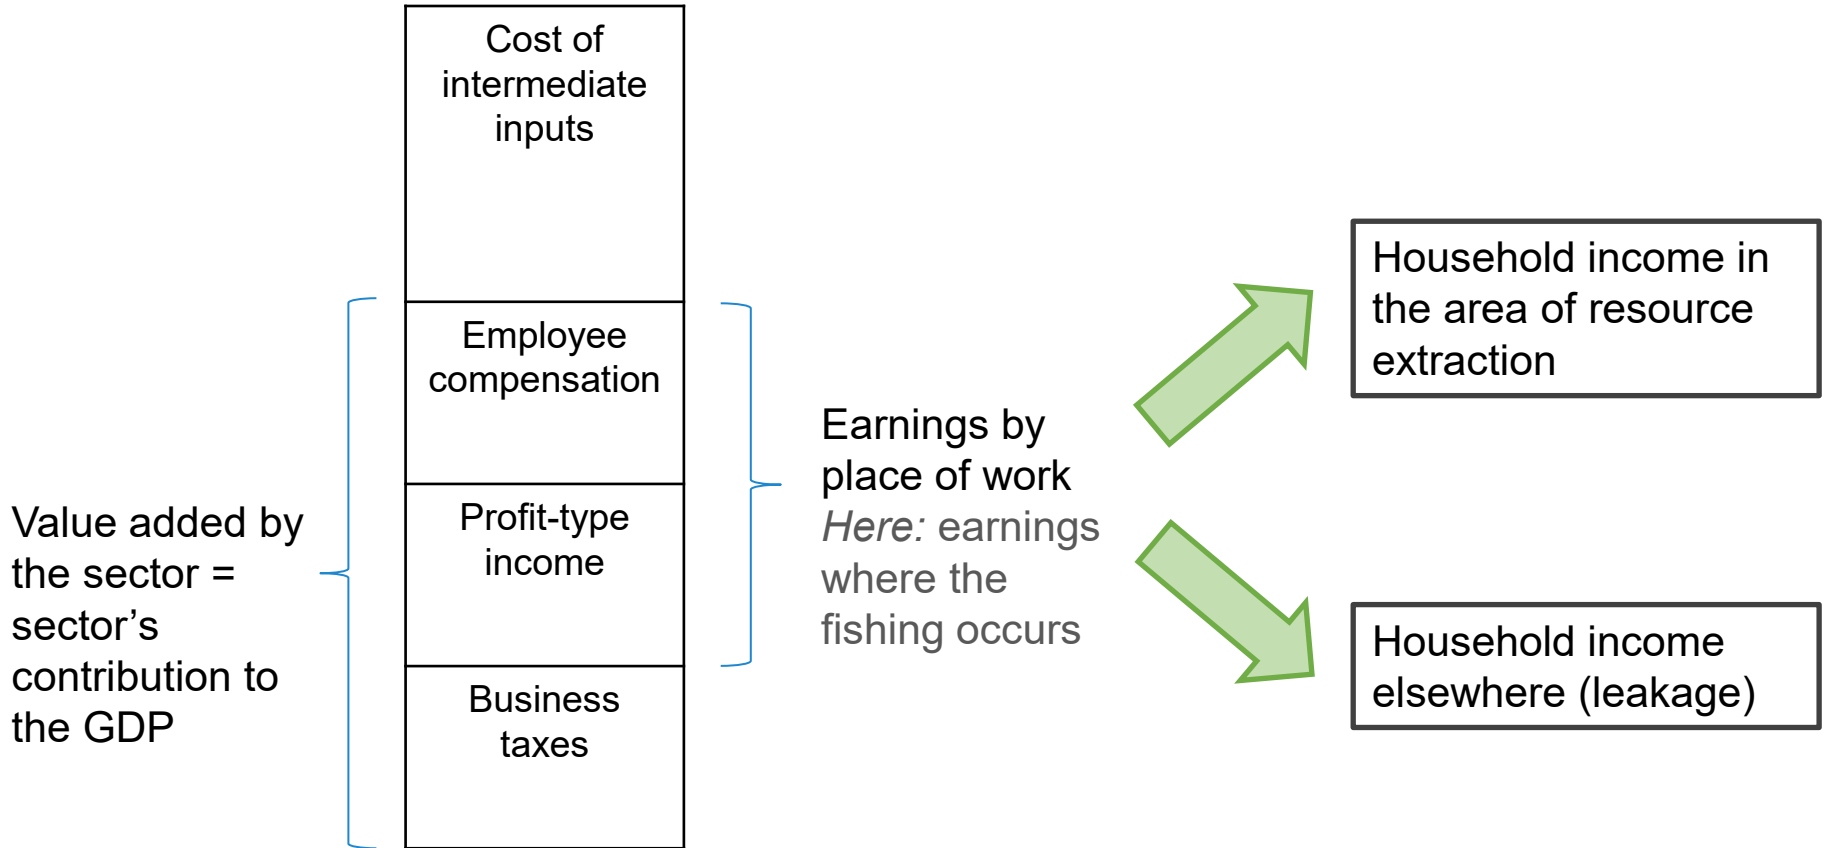 Cost of
intermediate
inputs
Employee
compensation
Profit-type
income
Business
taxes
Value added by
the sector =
sector’s
contribution to
the GDP
Earnings by
place of work
Here: earnings
where the
fishing occurs
Household income in
the area of resource
extraction
Household income
elsewhere (leakage)